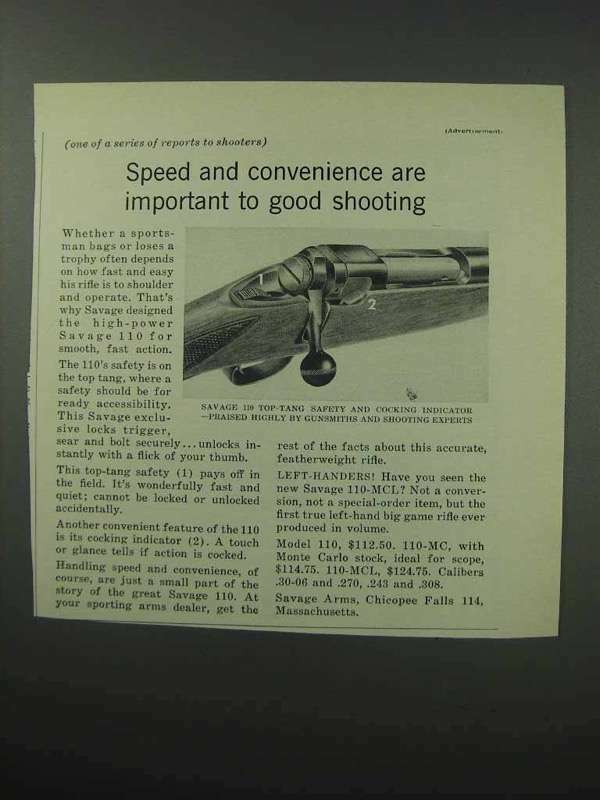 (Advertisement)
(one of a series of reports to shooters)
Speed and convenience are
important to good shooting
Whether a sports-
man bags or loses a
trophy often depends
on how fast and easy
his rifle is to shoulder
and operate. That's
why Savage designed
the high-power
Savage 110 for
smooth, fast action.
The 110's safety is on
the top tang, where a
safety should be for
ready accessibility.
This Savage exclu-
sive locks trigger,
sear and bolt securely...unlocks in-
stantly with a flick of your thumb.
This top-tang safety (1) pays off in
the field. It's wonderfully fast and
quiet; cannot be locked or unlocked
accidentally.
Another convenient feature of the 110
is its cocking indicator (2). A touch
or glance tells if action is cocked.
Handling speed and convenience, of
course, are just a small part of the
story of the great Savage 110. At
your sporting arms dealer, get the
1
2
SAVAGE 110 TOP-TANG SAFETY AND COCKING INDICATOR
—PRAISED HIGHLY BY GUNSMITHS AND SHOOTING EXPERTS
rest of the facts about this accurate,
featherweight rifle.
LEFT-HANDERS! Have you seen the
new Savage 110-MCL? Not a conver-
sion, not a special-order item, but the
first true left-hand big game rifle ever
produced in volume.
Model 110, $112.50. 110-MC, with
Monte Carlo stock, ideal for scope,
$114.75. 110-MCL, $124.75. Calibers
.30-06 and .270, .243 and .308.
Savage Arms, Chicopee Falls 114,
Massachusetts.